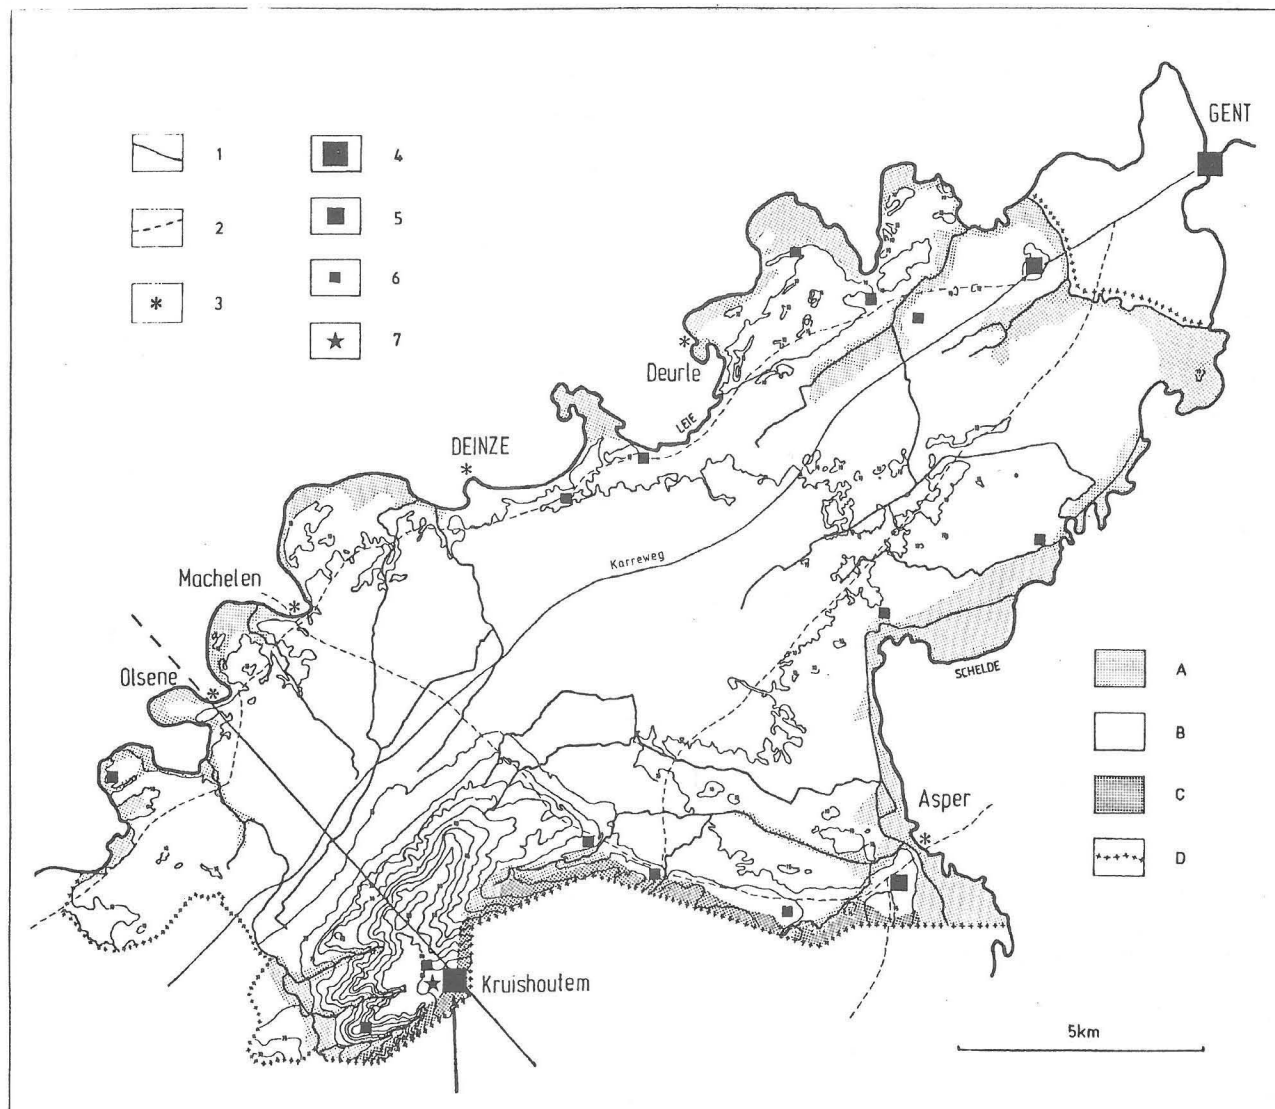 GENT
1
4
2
5
3
6
7
Deurle
LEIE
DEINZE
Karreweg
Machelen
Olsene
SCHELDE
A
B
Asper
C
D
Kruishoutem
5km